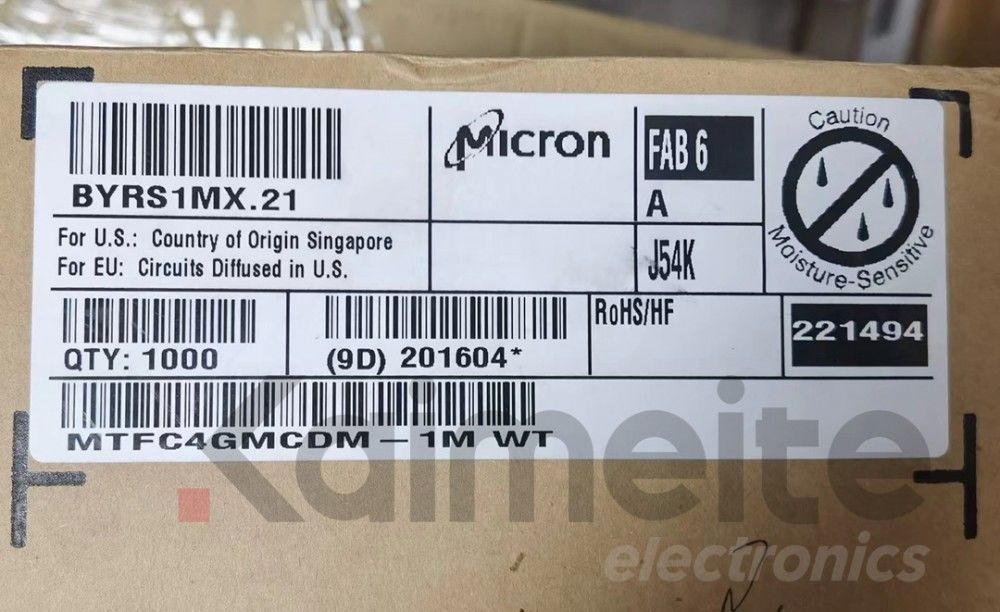 BYRS1MX.21
Micron
FAB 6
A
Caution
Moisture-Sensitive
For U.S.: Country of Origin Singapore
For EU: Circuits Diffused in U.S.
J54K
QTY: 1000
(9D) 201604*
RoHS/HF
221494
MTFC4GMCDM-1M WT
Kaimeite
electronics